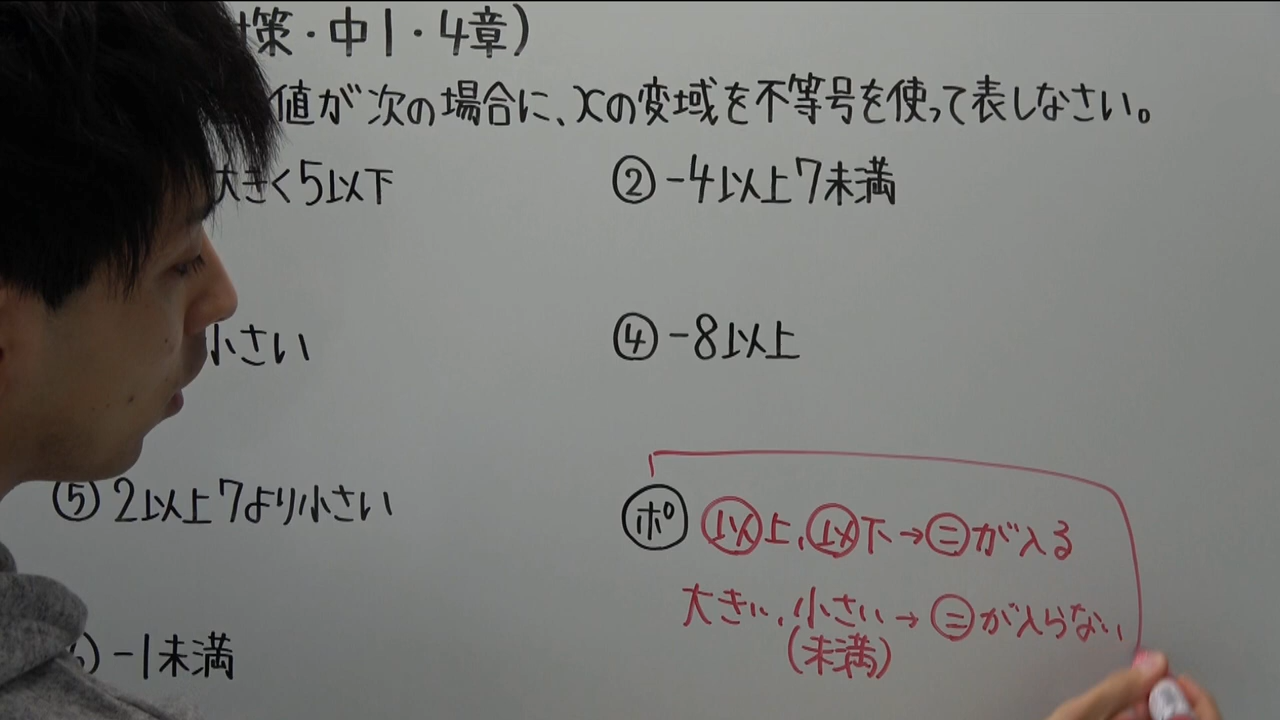 策・中1・4章)
値が次の場合に、xの変域を不等号を使って表しなさい。
大きく5以下
② -4以上7未満
小さい
④ -8以上
⑤ 2以上7より小さい
ポ 以上、以下→=が入る
大きい、小さい→=が入らない
(未満)
-1未満